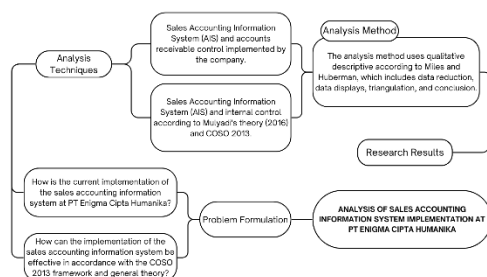 Sales Accounting Information
System (AIS) and accounts
receivable control implemented by
the company.
Analysis
Techniques
Sales Accounting Information
System (AIS) and internal control
according to Mulyadi's theory (2016)
and COSO 2013.
Analysis Method
The analysis method uses qualitative
descriptive according to Miles and
Huberman, which includes data reduction,
data displays, triangulation, and conclusion.
Research Results
How is the current implementation of
the sales accounting information
system at PT Enigma Cipta Humanika?
Problem Formulation
ANALYSIS OF SALES ACCOUNTING
INFORMATION SYSTEM IMPLEMENTATION AT
PT ENIGMA CIPTA HUMANIKA
How can the implementation of the
sales accounting information system be
effective in accordance with the COSO
2013 framework and general theory?